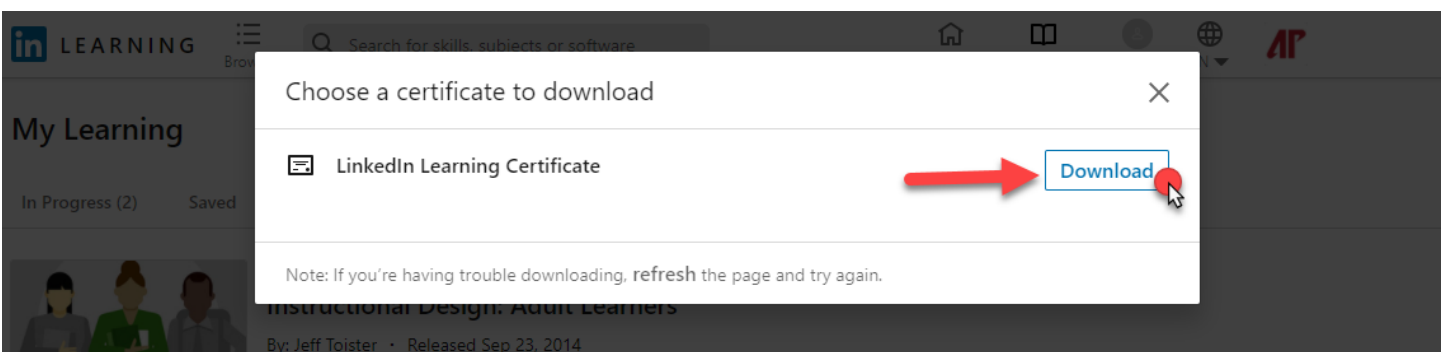 in LEARNING
Search for skills, subjects or software
Brow
N
AP
Choose a certificate to download
My Learning
LinkedIn Learning Certificate
Download
In Progress (2) Saved
Note: If you're having trouble downloading, refresh the page and try again.
Instructional Design: Adult Learners
By: Jeff Toister · Released Sep 23, 2014